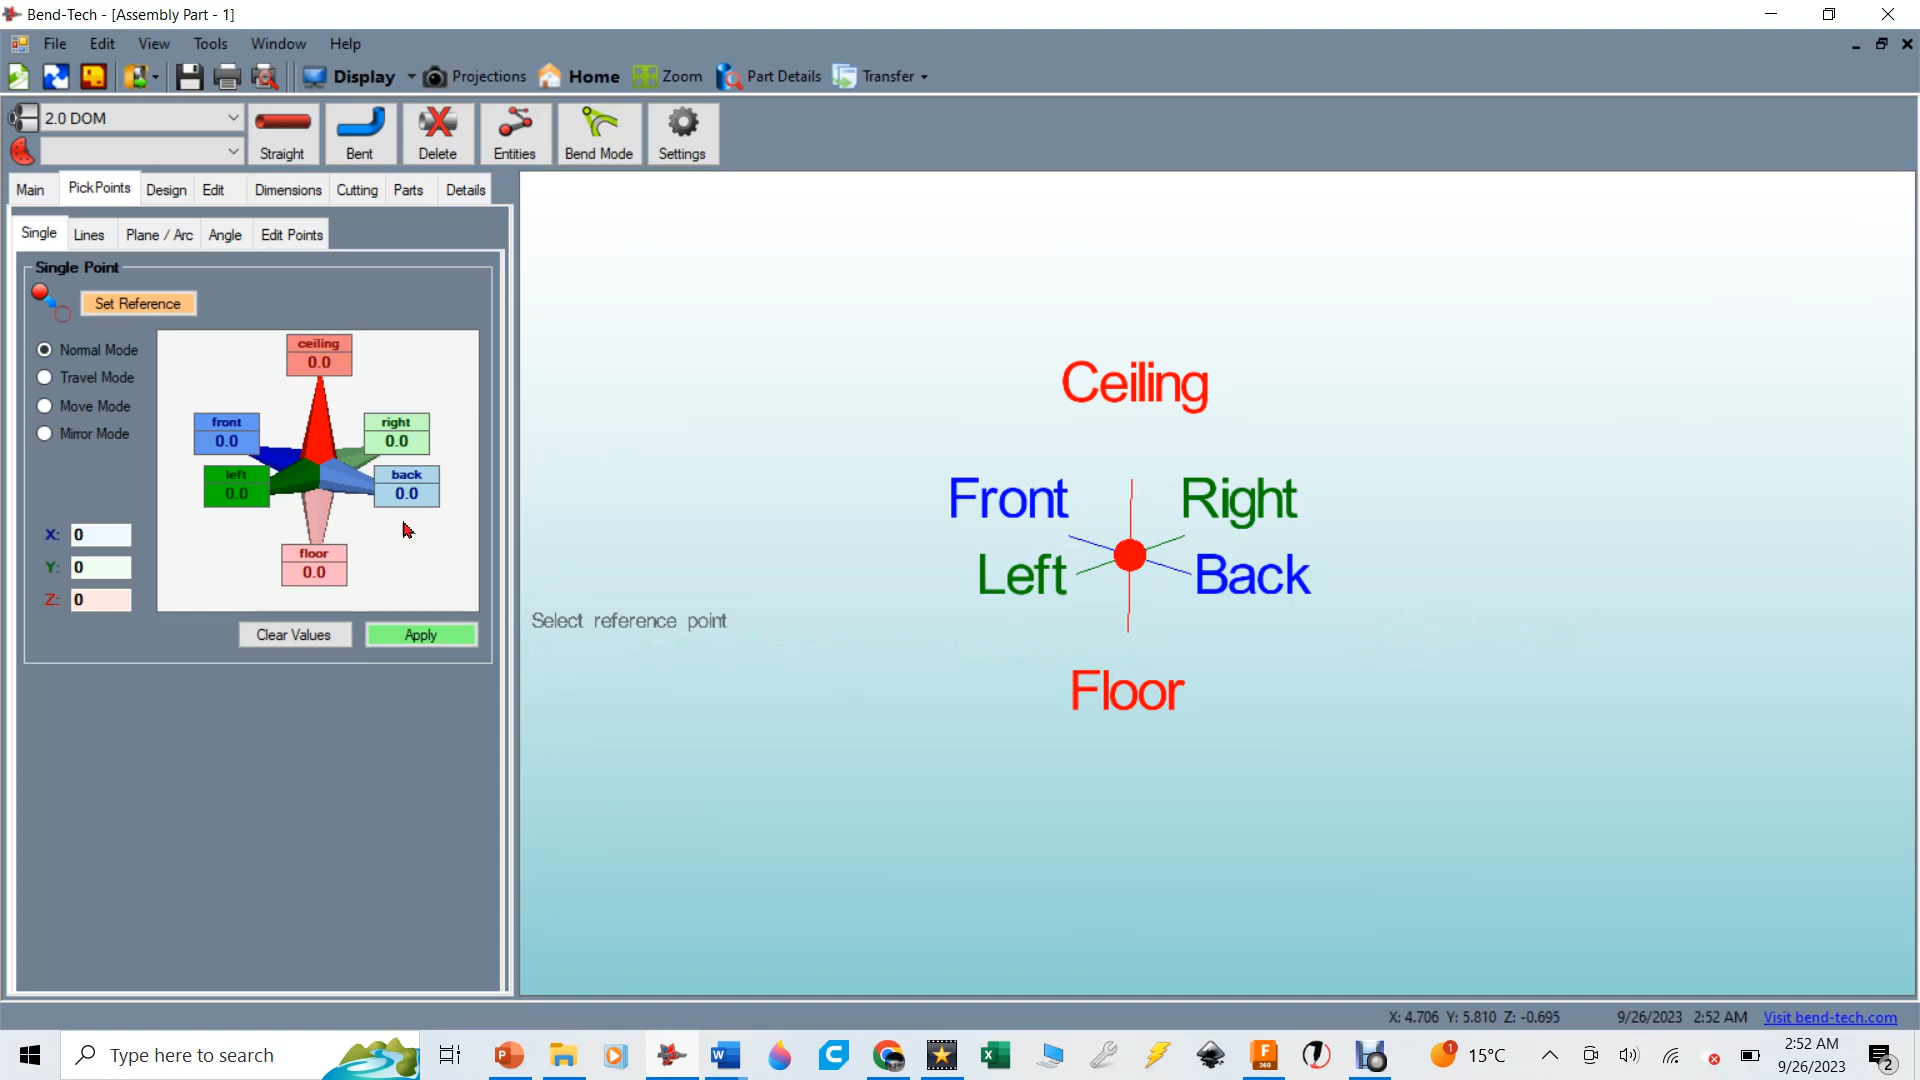 Bend-Tech - [Assembly Part - 1]
File Edit View Tools Window Help
Display Projections Home Zoom Part Details Transfer
2.0 DOM
Straight Bent Delete Entities Bend Mode Settings
Main PickPoints Design Edit Dimensions Cutting Parts Details
Single Lines Plane / Arc Angle Edit Points
Single Point
Set Reference
Normal Mode
Travel Mode
Move Mode
Mirror Mode
ceiling
0.0
front
0.0
right
0.0
left
0.0
back
0.0
floor
0.0
X: 0
Y: 0
Z: 0
Clear Values Apply
Ceiling
Front Right
Left Back
Floor
Select reference point
X: 4.706 Y: 5.810 Z: -0.695 9/26/2023 2:52 AM Visit bend-tech.com
Type here to search
F
360
1
15°C
2:52 AM
9/26/2023
2